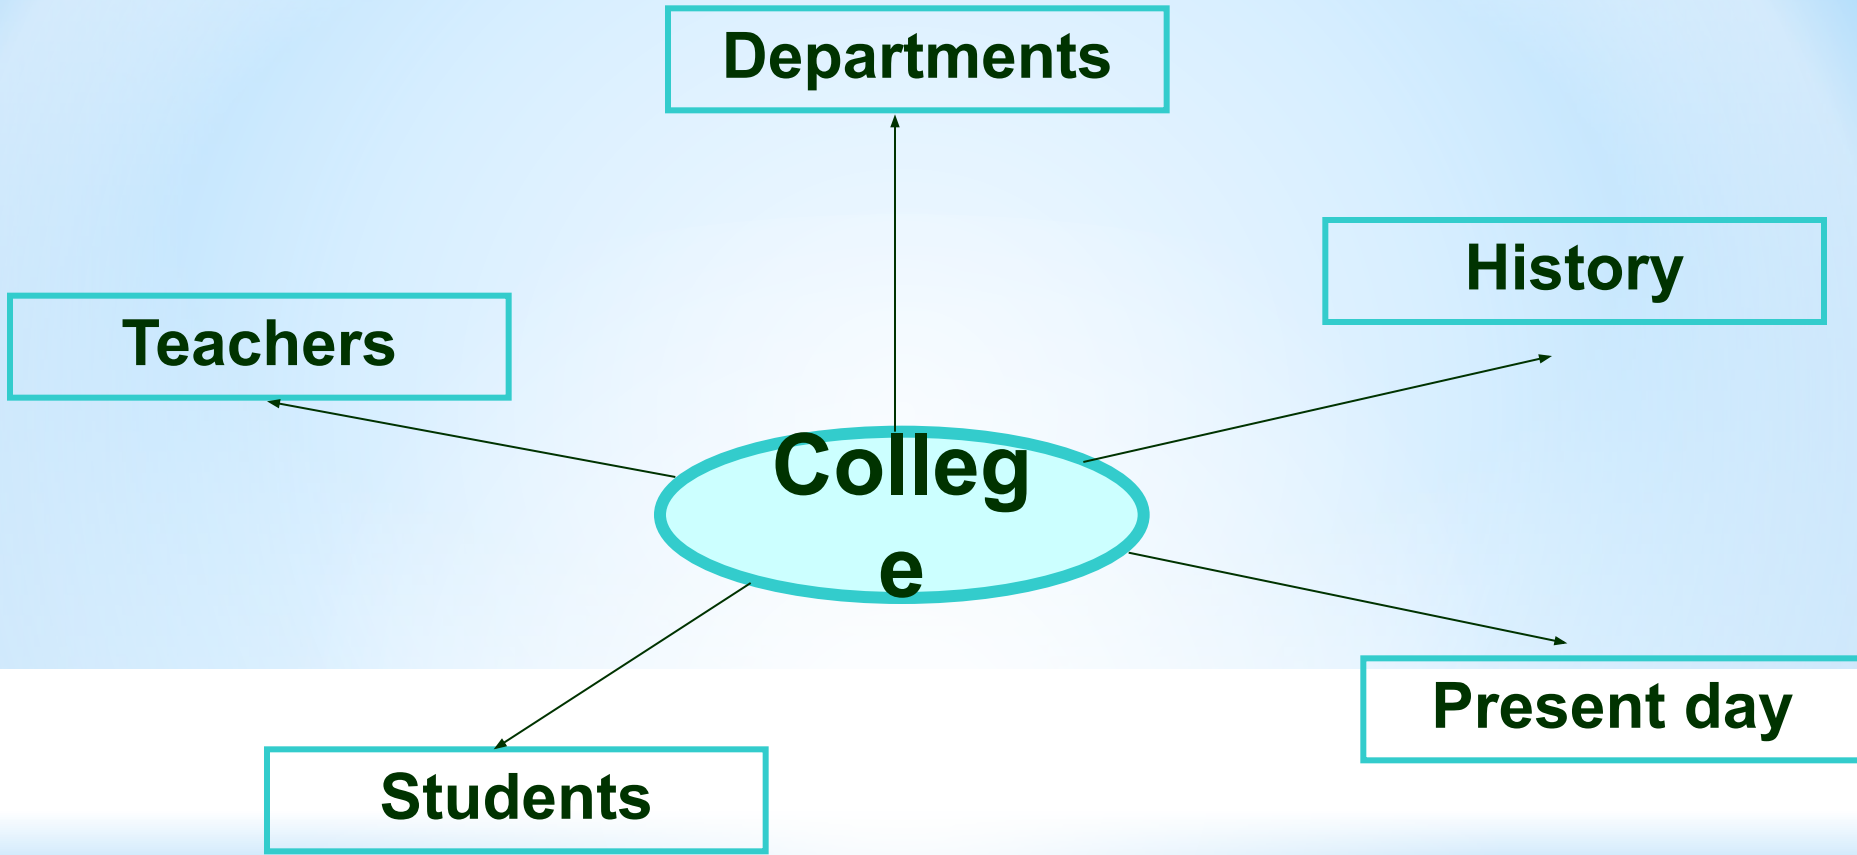 Departments
History
Teachers
Colleg
e
Present day
Students